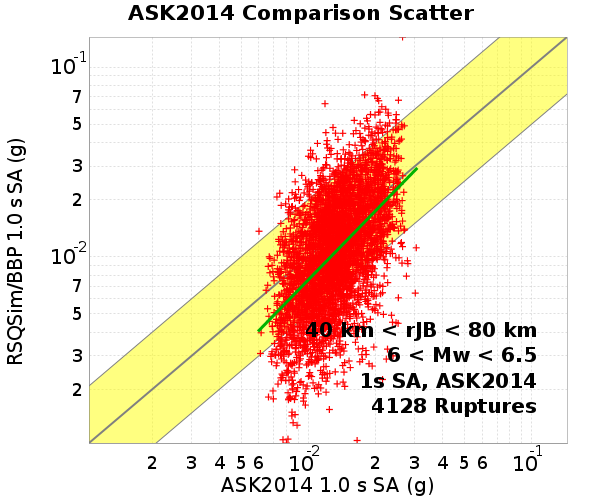 ASK2014 Comparison Scatter
RSQSim/BBP 1.0 s SA (g)
10-1
7
5
3
2
10-2
7
5
3
2
40 km < rJB < 80 km
6 < Mw < 6.5
1s SA, ASK2014
4128 Ruptures
2 3 4 5 6 10-2 2 3 4 5 6 10-1
ASK2014 1.0 s SA (g)